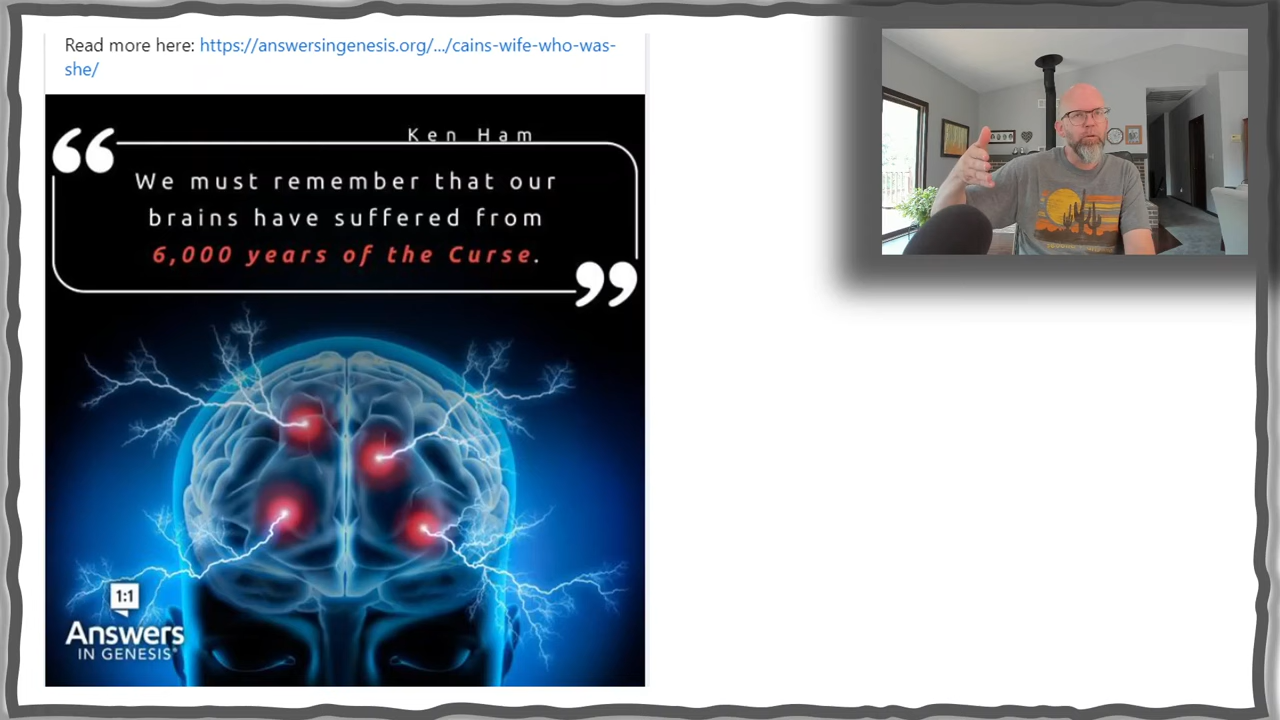 Read more here: https://answersingenesis.org/.../cains-wife-who-was-
she/
Ken Ham
“ We must remember that our
brains have suffered from
6,000 years of the Curse. ”
1:1
Answers
IN GENESIS®